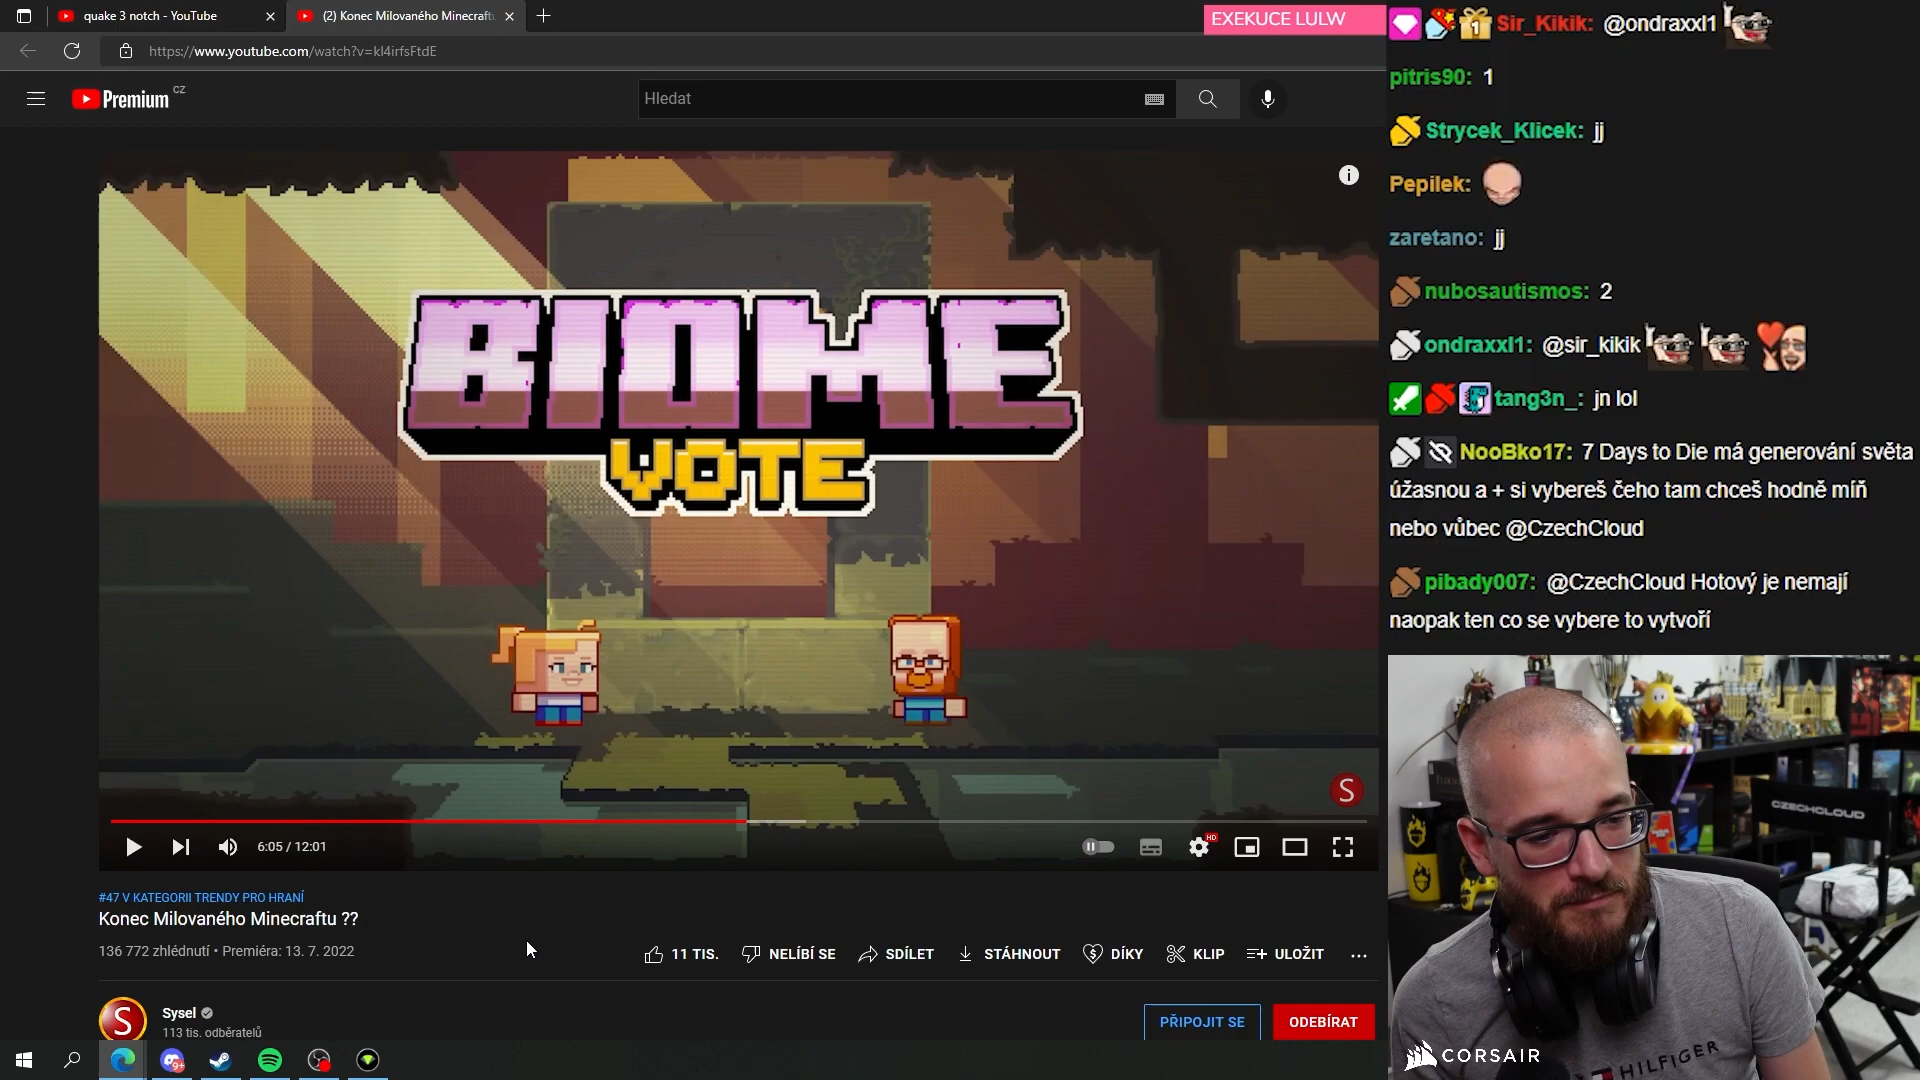 quake 3 notch - YouTube
(2) Konec Milovaného Minecraftu
EXEKUCE LULW
https://www.youtube.com/watch?v=kl4irfsFtdE
Premium CZ
Hledat
BIOME
VOTE
S
6:05 / 12:01
HD
#47 V KATEGORII TRENDY PRO HRANÍ
Konec Milovaného Minecraftu ??
136 772 zhlédnutí • Premiéra: 13. 7. 2022
11 TIS.
NELÍBÍ SE
SDÍLET
STÁHNOUT
DÍKY
KLIP
ULOŽIT
S
Sysel
113 tis. odběratelů
PŘIPOJIT SE
ODEBÍRAT
9+
1
Sir_Kikik: @ondraxxl1
pitris90: 1
Strycek_Klicek: jj
Pepilek:
zaretano: jj
nubosautismos: 2
ondraxxl1: @sir_kikik
tang3n_: jn lol
NooBko17: 7 Days to Die má generování světa
úžasnou a + si vybereš čeho tam chceš hodně míň
nebo vůbec @CzechCloud
pibady007: @CzechCloud Hotový je nemají
naopak ten co se vybere to vytvoří
CZECHCLOUD
CORSAIR
HILFIGER